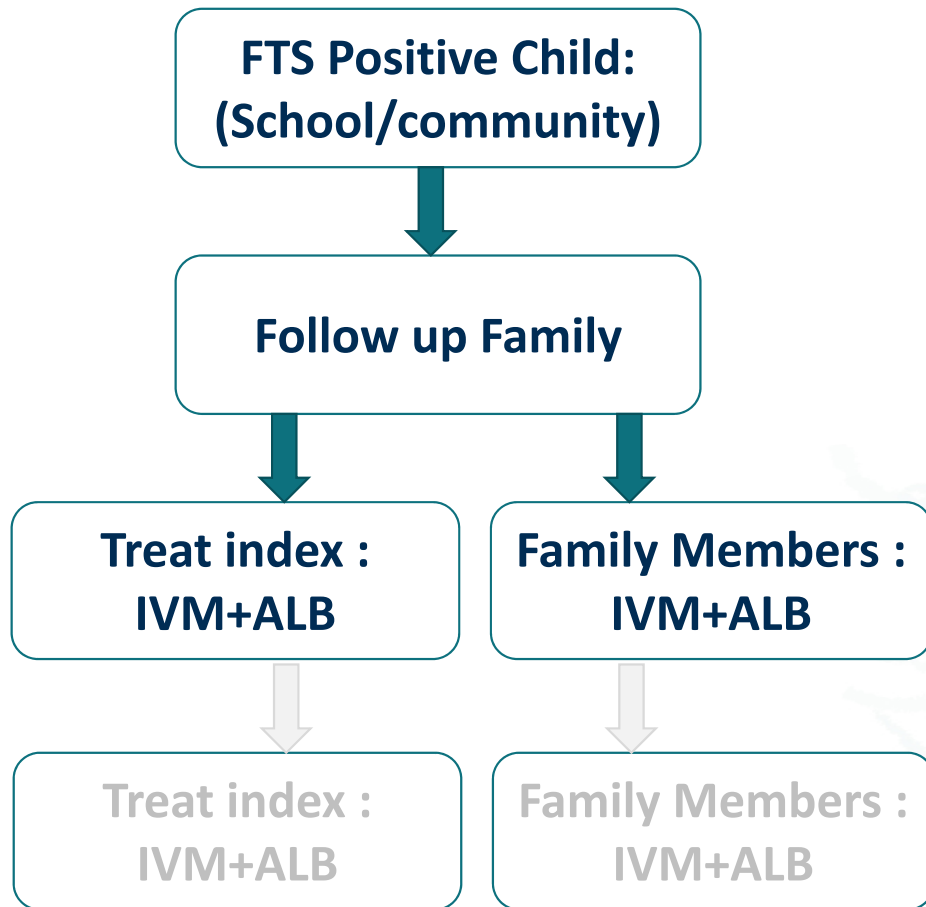 FTS Positive Child:
(School/community)
Follow up Family
Treat index :
IVM+ALB
Family Members :
IVM+ALB
Treat index :
IVM+ALB
Family Members :
IVM+ALB